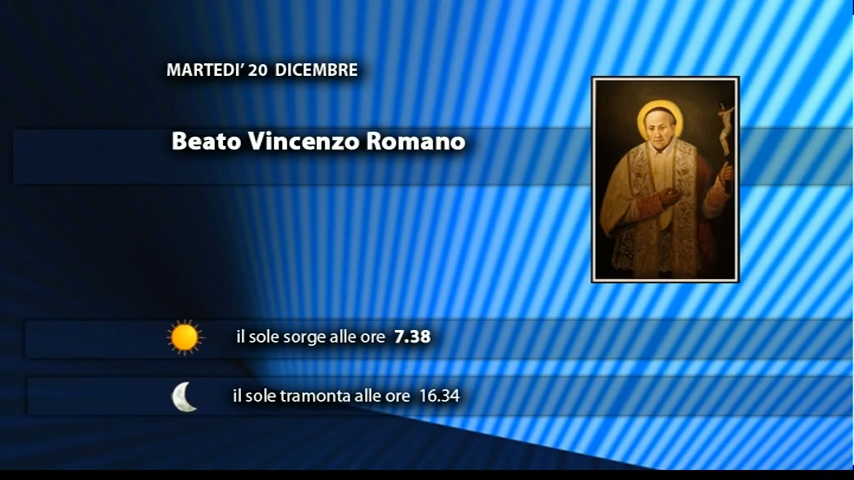 MARTEDI’ 20 DICEMBRE
Beato Vincenzo Romano
il sole sorge alle ore 7.38
il sole tramonta alle ore 16.34